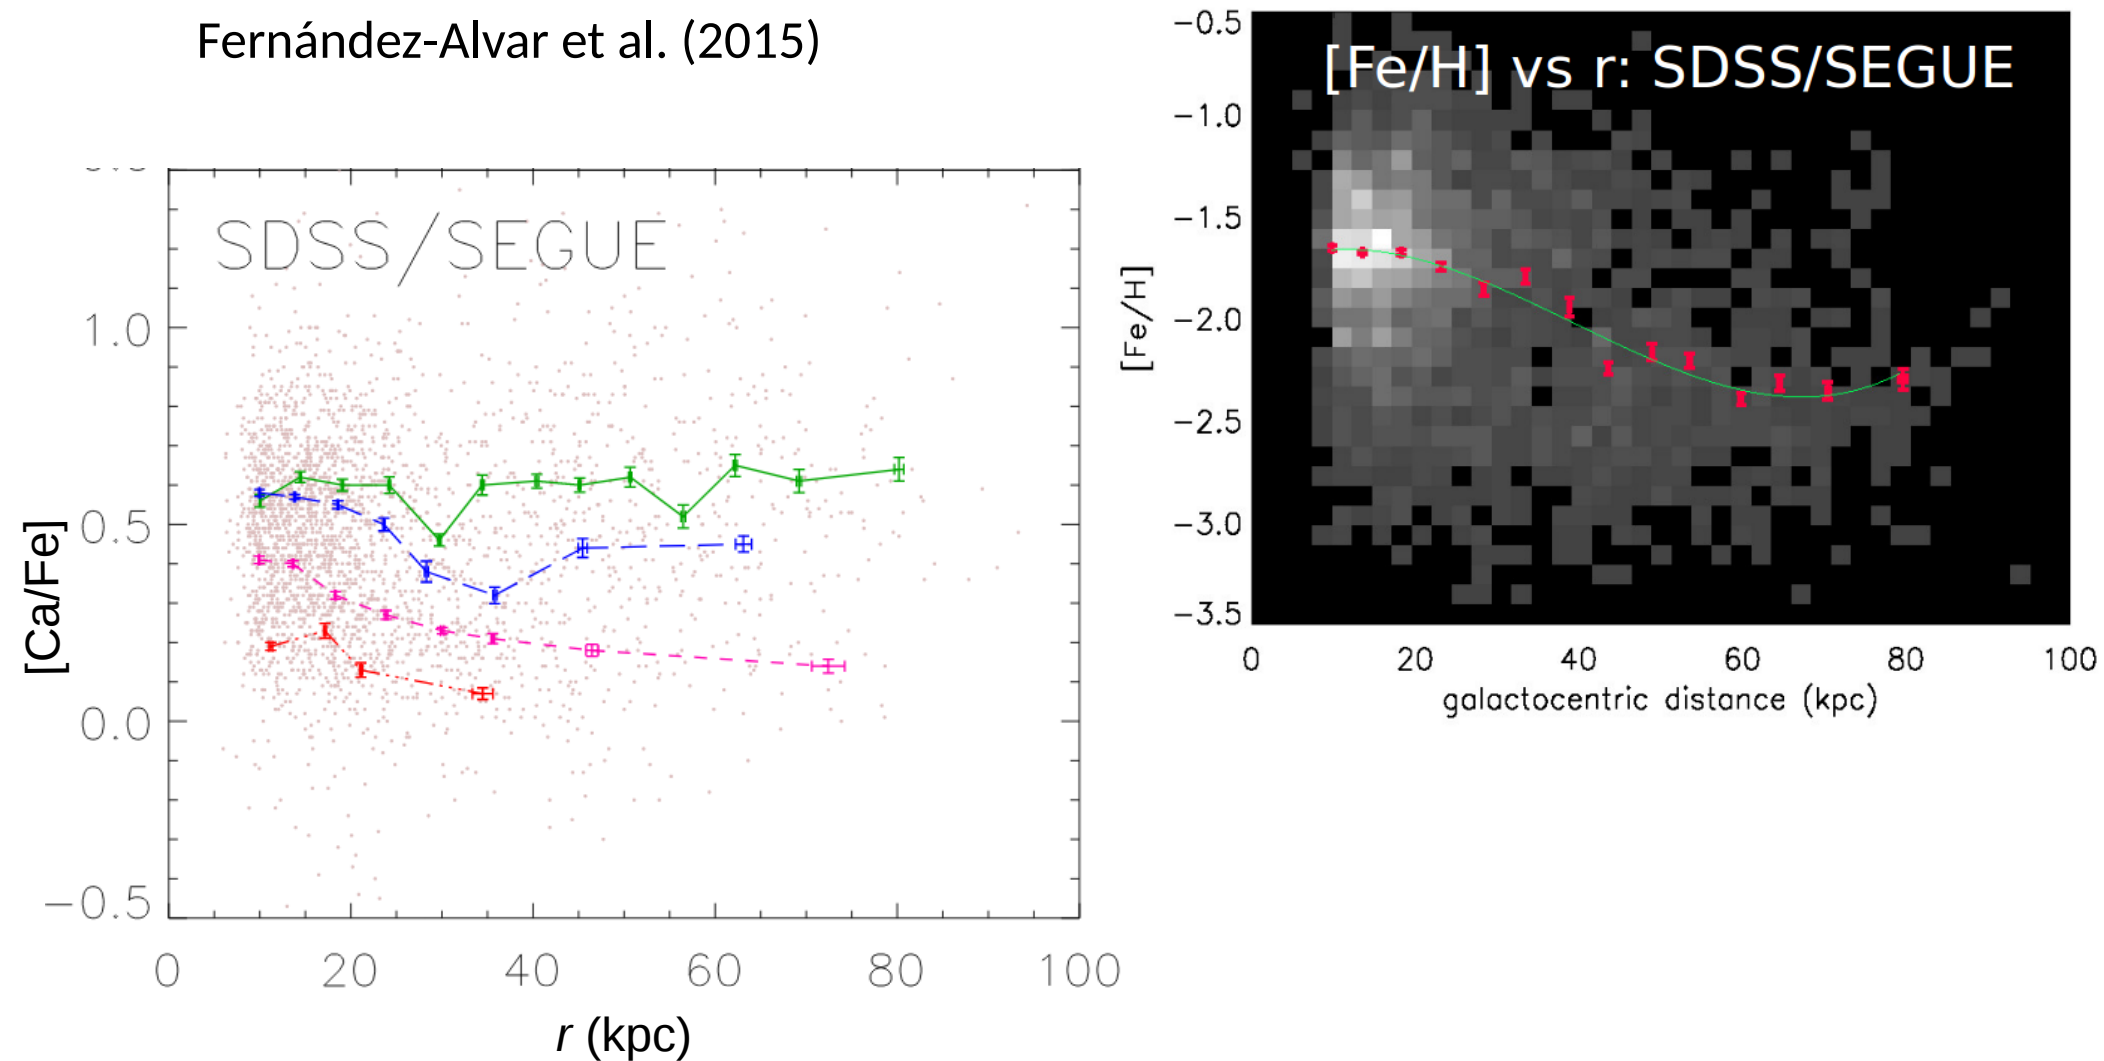 Fernández-Alvar et al. (2015)
SDSS/SEGUE
1.0
0.5
0.0
−0.5
[Ca/Fe]
0 20 40 60 80 100
r (kpc)
[Fe/H] vs r: SDSS/SEGUE
−0.5
−1.0
−1.5
−2.0
−2.5
−3.0
−3.5
[Fe/H]
0 20 40 60 80 100
galactocentric distance (kpc)